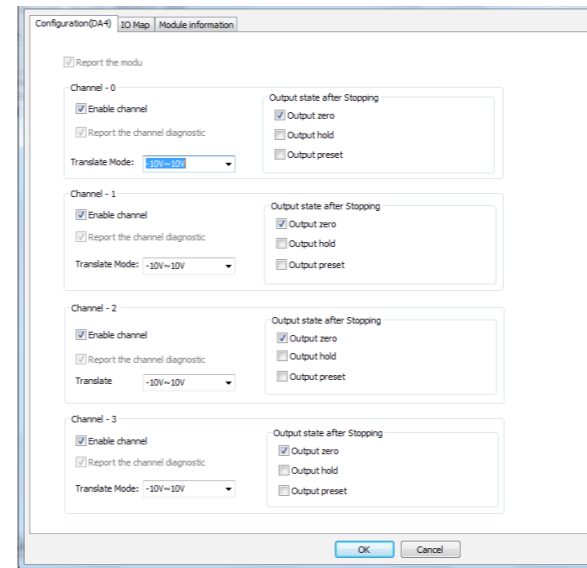 Configuration(DA4) IO Map Module information
Report the modu
Channel - 0
Enable channel
Report the channel diagnostic
Translate Mode: -10V~10V
Output state after Stopping
Output zero
Output hold
Output preset
Channel - 1
Enable channel
Report the channel diagnostic
Translate Mode: -10V~10V
Output state after Stopping
Output zero
Output hold
Output preset
Channel - 2
Enable channel
Report the channel diagnostic
Translate -10V~10V
Output state after Stopping
Output zero
Output hold
Output preset
Channel - 3
Enable channel
Report the channel diagnostic
Translate Mode: -10V~10V
Output state after Stopping
Output zero
Output hold
Output preset
OK Cancel